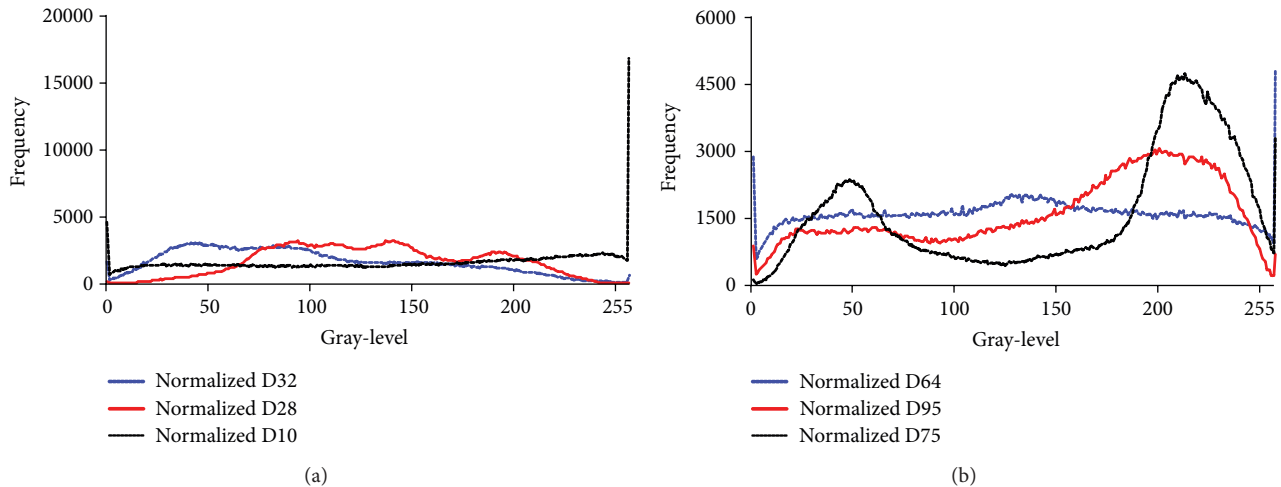 20000
15000
10000
5000
0
Frequency
0 50 100 150 200 255
Gray-level
Normalized D32
Normalized D28
Normalized D10
(a)
6000
4500
3000
1500
0
Frequency
0 50 100 150 200 255
Gray-level
Normalized D64
Normalized D95
Normalized D75
(b)